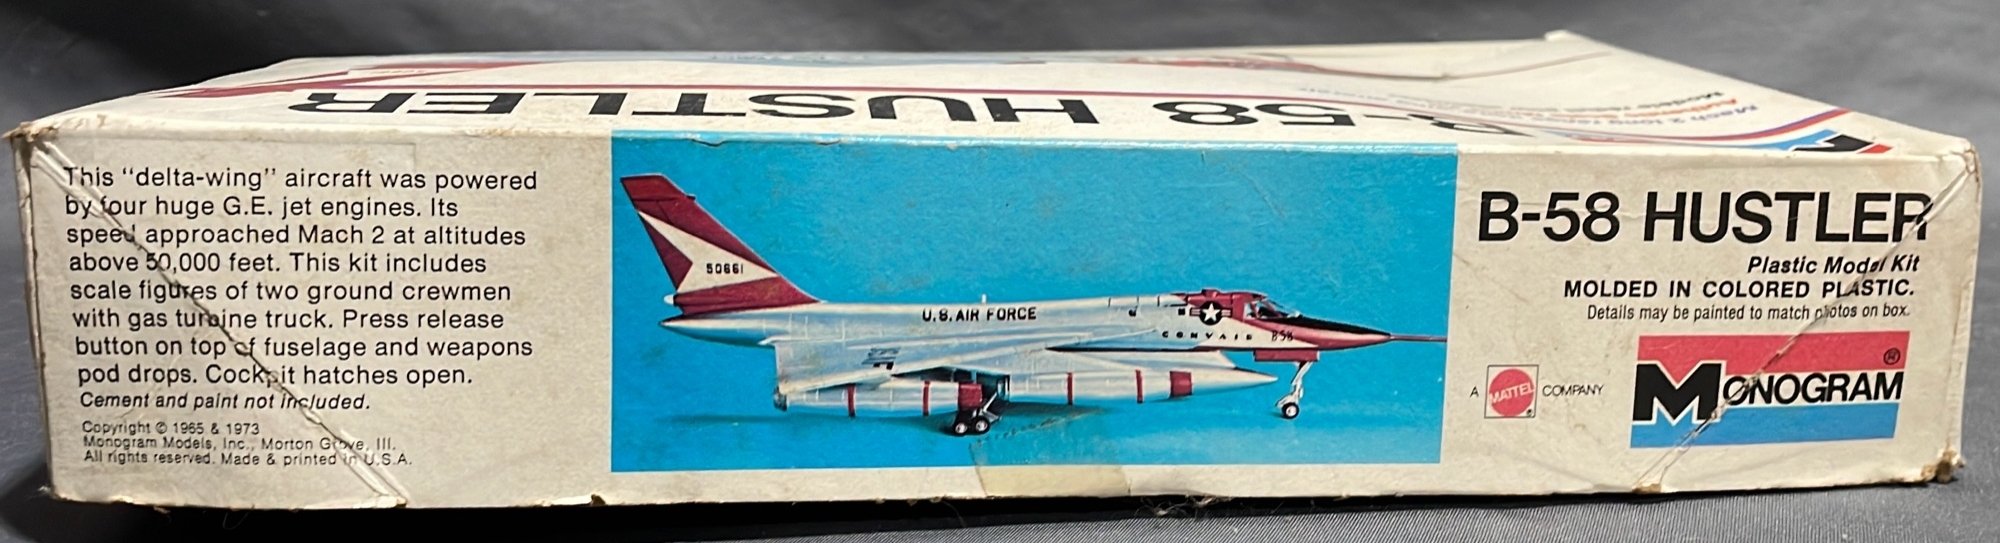 B-58 HUSTLER
This "delta-wing" aircraft was powered
by four huge G.E. jet engines. Its
speed approached Mach 2 at altitudes
above 50,000 feet. This kit includes
scale figures of two ground crewmen
with gas turbine truck. Press release
button on top of fuselage and weapons
pod drops. Cockpit hatches open.
Cement and paint not included.
Copyright © 1965 & 1973
Monogram Models, Inc., Morton Grove, Ill.
All rights reserved. Made & printed in U.S.A.
50661
U.S. AIR FORCE
CONVAIR B58
B-58 HUSTLER
Plastic Model Kit
MOLDED IN COLORED PLASTIC.
Details may be painted to match photos on box.
A MATTEL® COMPANY
MONOGRAM®